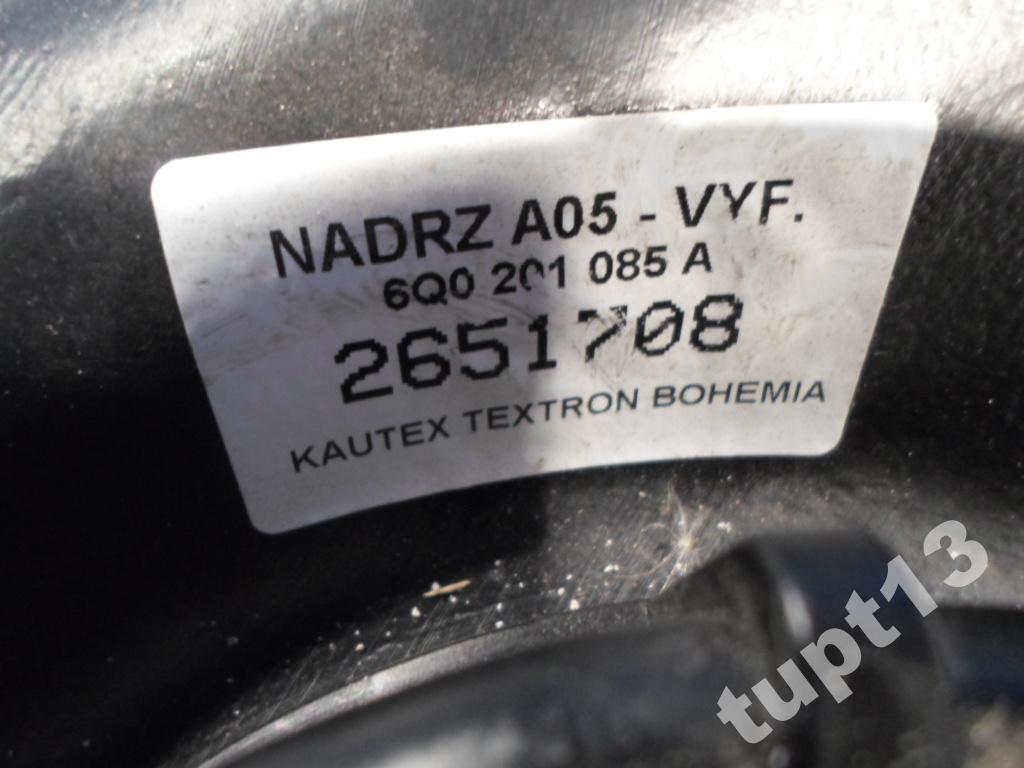 NADRZ A05 - VYF.
6Q0 201 085 A
2651708
KAUTEX TEXTRON BOHEMIA
tupt13